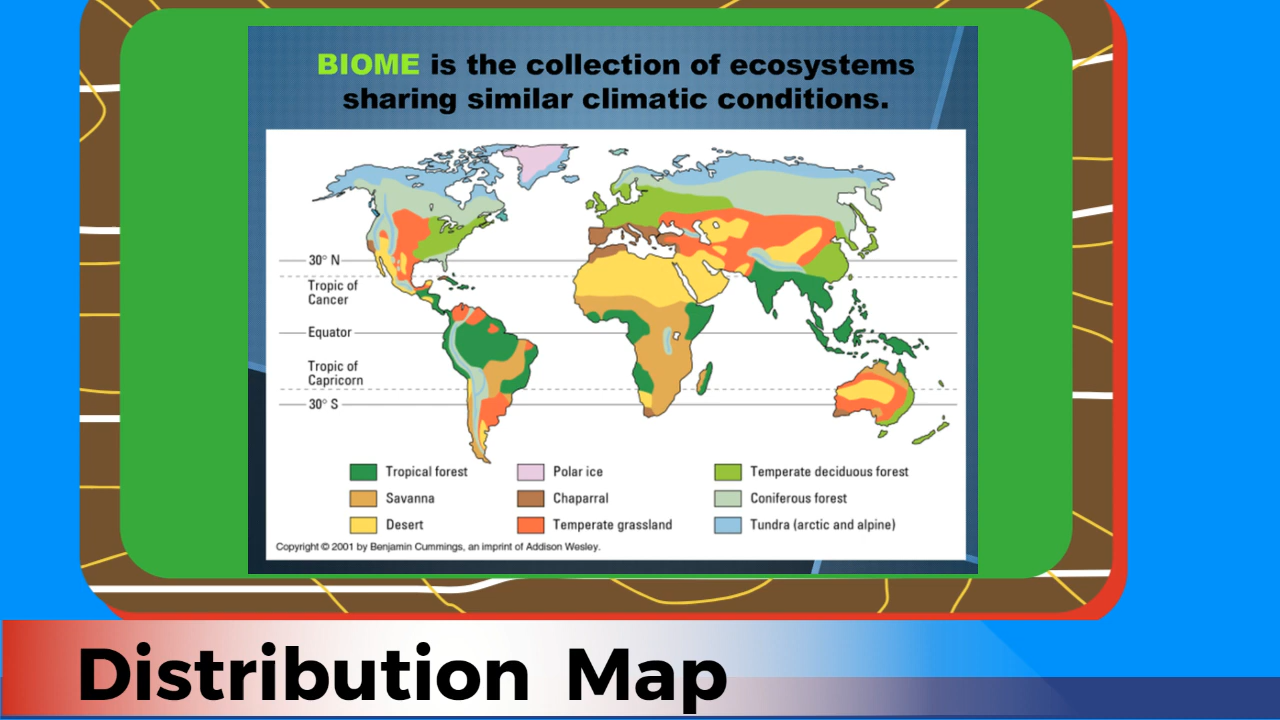 BIOME is the collection of ecosystems
sharing similar climatic conditions.
30° N
Tropic of
Cancer
Equator
Tropic of
Capricorn
30° S
Tropical forest
Polar ice
Temperate deciduous forest
Savanna
Chaparral
Coniferous forest
Desert
Temperate grassland
Tundra (arctic and alpine)
Copyright © 2001 by Benjamin Cummings, an imprint of Addison Wesley.
Distribution Map